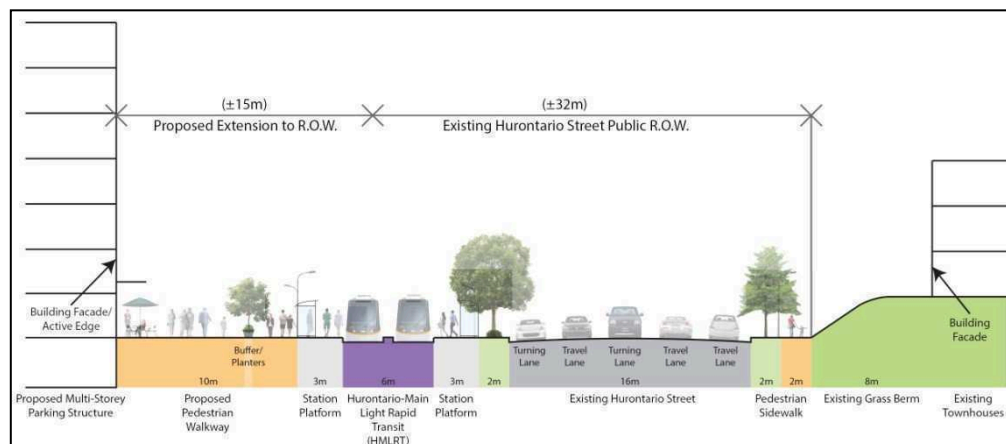 (±15m)
Proposed Extension to R.O.W.
(±32m)
Existing Hurontario Street Public R.O.W.
Building Facade/
Active Edge
Building
Facade
Buffer/
Planters
Turning
Lane
Travel
Lane
Turning
Lane
Travel
Lane
Travel
Lane
10m
3m
6m
3m
2m
16m
2m
2m
8m
Proposed Multi-Storey
Parking Structure
Proposed
Pedestrian
Walkway
Station
Platform
Hurontario-Main
Light Rapid
Transit
(HMLRT)
Station
Platform
Existing Hurontario Street
Pedestrian
Sidewalk
Existing Grass Berm
Existing
Townhouses